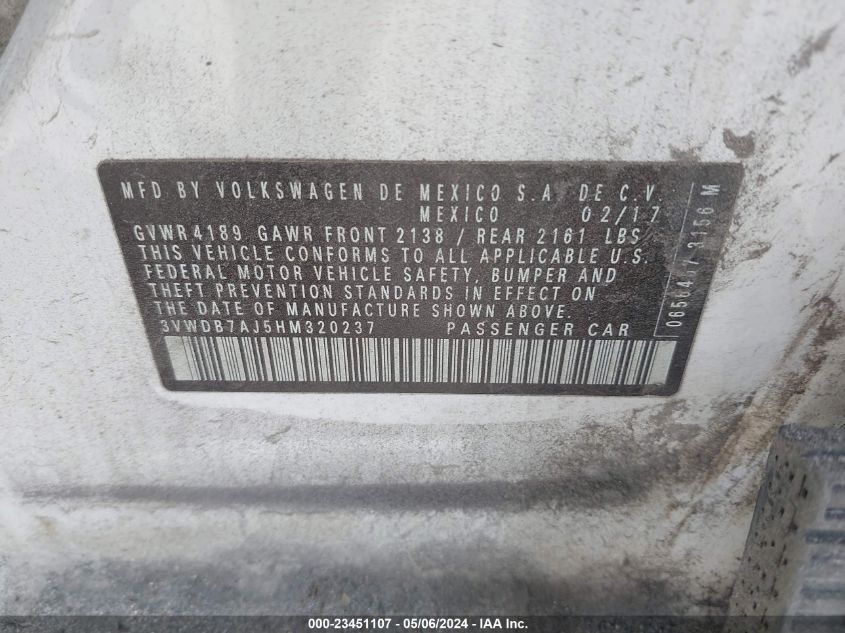 MFD BY VOLKSWAGEN DE MEXICO S.A. DE C.V.
MEXICO 02/17
GVWR4189 GAWR FRONT 2138 / REAR 2161 LBS
THIS VEHICLE CONFORMS TO ALL APPLICABLE U.S.
FEDERAL MOTOR VEHICLE SAFETY, BUMPER AND
THEFT PREVENTION STANDARDS IN EFFECT ON
THE DATE OF MANUFACTURE SHOWN ABOVE.
3VWDB7AJ5HM320237 PASSENGER CAR
000-23451107 - 05/06/2024 - IAA Inc.